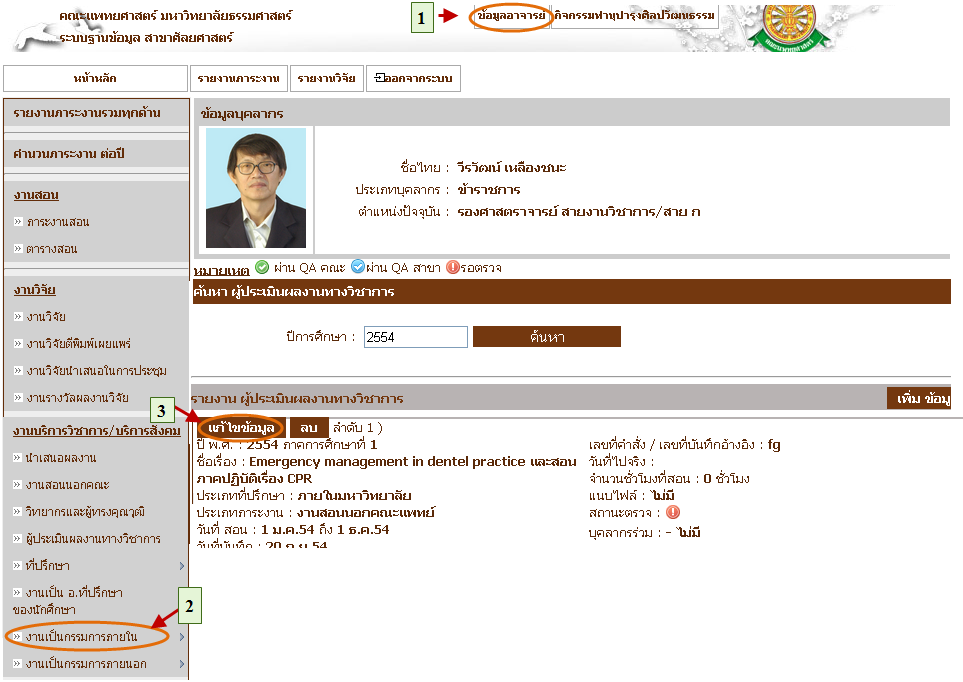 คณะแพทยศาสตร์ มหาวิทยาลัยธรรมศาสตร์
ระบบฐานข้อมูล สาขาศัลยศาสตร์
1
ข้อมูลอาจารย์
กิจกรรมทำนุบำรุงศิลปวัฒนธรรม
หน้าหลัก
รายงานภาระงาน
รายงานวิจัย
ออกจากระบบ
รายงานภาระงานรวมทุกด้าน
คำนวนภาระงาน ต่อปี
งานสอน
» ภาระงานสอน
» ตารางสอน
งานวิจัย
» งานวิจัย
» งานวิจัยตีพิมพ์เผยแพร่
» งานวิจัยนำเสนอในการประชุม
» งานรางวัลผลงานวิจัย
งานบริการวิชาการ/บริการสังคม
» นำเสนอผลงาน
» งานสอนนอกคณะ
» วิทยากรและผู้ทรงคุณวุฒิ
» ผู้ประเมินผลงานทางวิชาการ
» ที่ปรึกษา
» งานเป็น อ.ที่ปรึกษา
ของนักศึกษา
» งานเป็นกรรมการภายใน
» งานเป็นกรรมการภายนอก
2
ข้อมูลบุคลากร
ชื่อไทย : วีรวัฒน์ เหลืองชนะ
ประเภทบุคลากร : ข้าราชการ
ตำแหน่งปัจจุบัน : รองศาสตราจารย์ สายงานวิชาการ/สาย ก
หมายเหตุ ผ่าน QA คณะ ผ่าน QA สาขา รอตรวจ
ค้นหา ผู้ประเมินผลงานทางวิชาการ
ปีการศึกษา : 2554 ค้นหา
รายงาน ผู้ประเมินผลงานทางวิชาการ
เพิ่ม ข้อมู
3
แก้ไขข้อมูล ลบ ลำดับ 1 )
ปี พ.ศ. : 2554 ภาคการศึกษาที่ 1
ชื่อเรื่อง : Emergency management in dentel practice และสอน
ภาคปฏิบัติเรื่อง CPR
ประเภทที่ปรึกษา : ภายในมหาวิทยาลัย
ประเภทภาระงาน : งานสอนนอกคณะแพทย์
วันที่ สอน : 1 ม.ค.54 ถึง 1 ธ.ค.54
วันที่บันทึก : 20 ก.ย.54
เลขที่คำสั่ง / เลขที่บันทึกอ้างอิง : fg
วันที่ไปจริง :
จำนวนชั่วโมงที่สอน : 0 ชั่วโมง
แนบไฟล์ : ไม่มี
สถานะตรวจ :
บุคลากรร่วม : - ไม่มี